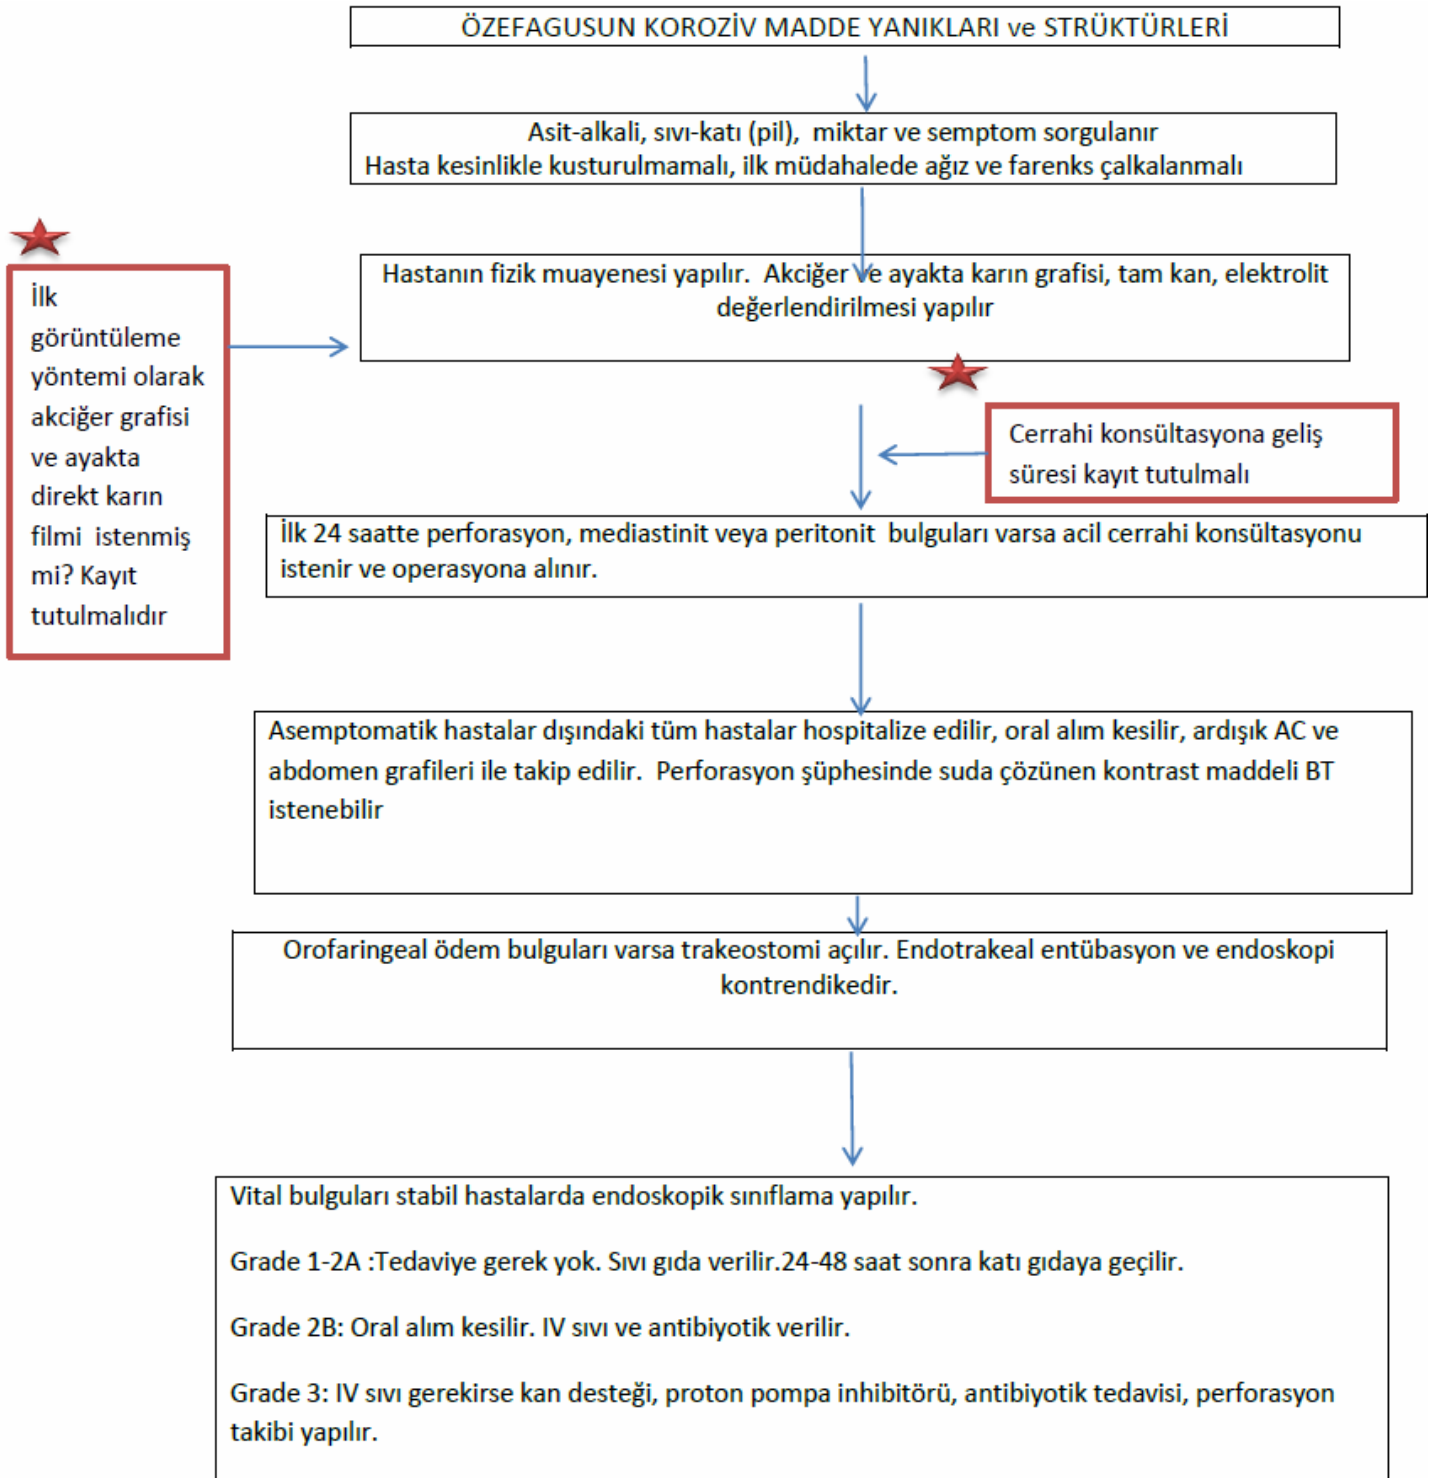 ÖZEFAGUSUN KOROZİV MADDE YANIKLARI ve STRÜKTÜRLERİ
Asit-alkali, sıvı-katı (pil), miktar ve semptom sorgulanır
Hasta kesinlikle kusturulmamalı, ilk müdahalede ağız ve farenks çalkalanmalı
Hastanın fizik muayenesi yapılır. Akciğer ve ayakta karın grafisi, tam kan, elektrolit
değerlendirilmesi yapılır
İlk
görüntüleme
yöntemi olarak
akciğer grafisi
ve ayakta
direkt karın
filmi istenmiş
mi? Kayıt
tutulmalıdır
Cerrahi konsültasyona geliş
süresi kayıt tutulmalı
İlk 24 saatte perforasyon, mediastinit veya peritonit bulguları varsa acil cerrahi konsültasyonu
istenir ve operasyona alınır.
Asemptomatik hastalar dışındaki tüm hastalar hospitalize edilir, oral alım kesilir, ardışık AC ve
abdomen grafileri ile takip edilir. Perforasyon şüphesinde suda çözünen kontrast maddeli BT
istenebilir
Orofaringeal ödem bulguları varsa trakeostomi açılır. Endotrakeal entübasyon ve endoskopi
kontrendikedir.
Vital bulguları stabil hastalarda endoskopik sınıflama yapılır.
Grade 1-2A :Tedaviye gerek yok. Sıvı gıda verilir.24-48 saat sonra katı gıdaya geçilir.
Grade 2B: Oral alım kesilir. IV sıvı ve antibiyotik verilir.
Grade 3: IV sıvı gerekirse kan desteği, proton pompa inhibitörü, antibiyotik tedavisi, perforasyon
takibi yapılır.